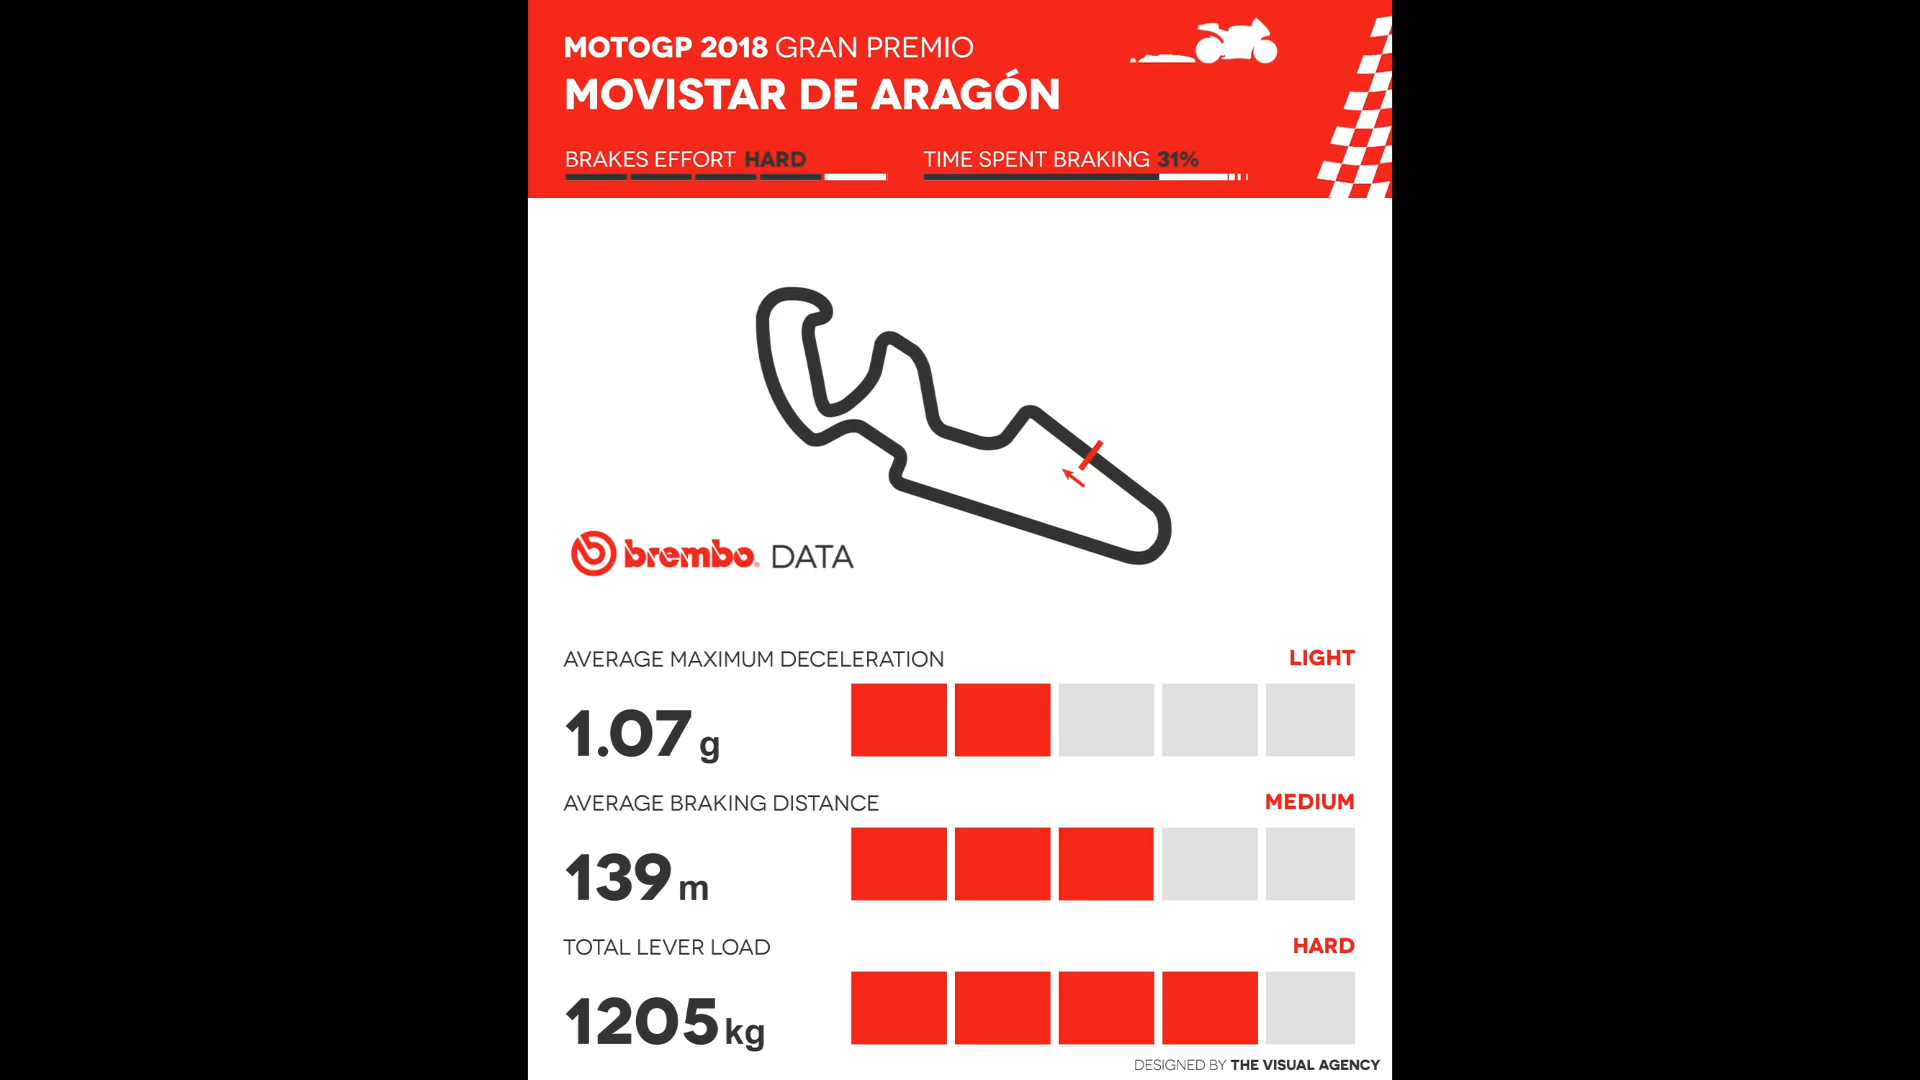 MOTOGP 2018 GRAN PREMIO
MOVISTAR DE ARAGÓN
BRAKES EFFORT HARD
TIME SPENT BRAKING 31%
brembo DATA
AVERAGE MAXIMUM DECELERATION
LIGHT
1.07 g
AVERAGE BRAKING DISTANCE
MEDIUM
139 m
TOTAL LEVER LOAD
HARD
1205 kg
DESIGNED BY THE VISUAL AGENCY